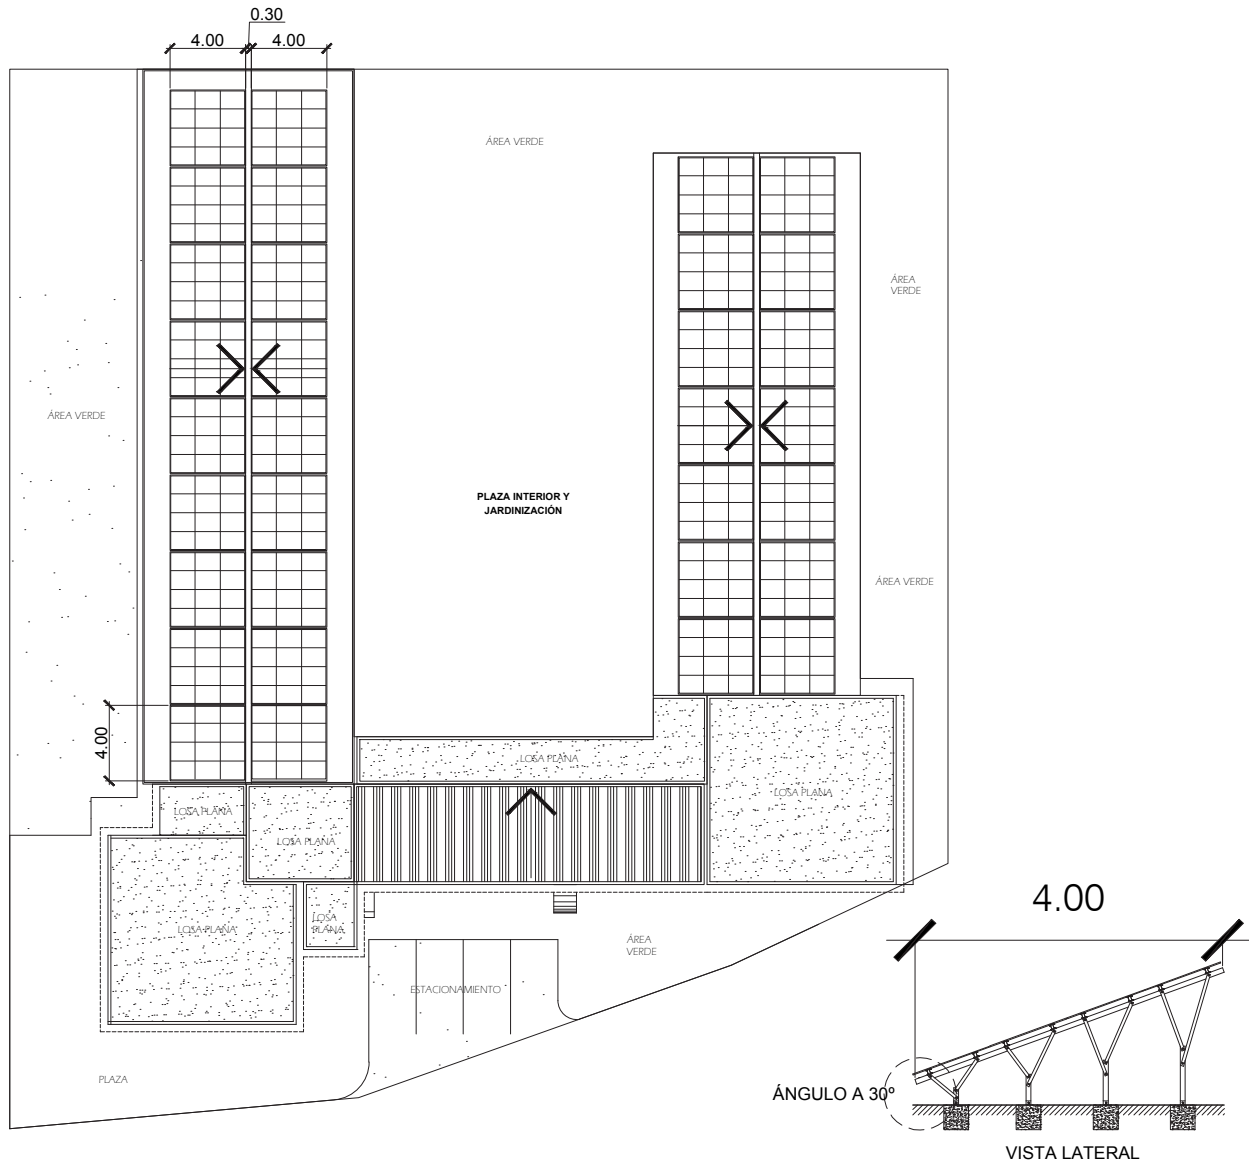 0.30
4.00
4.00
ÁREA VERDE
ÁREA
VERDE
ÁREA VERDE
PLAZA INTERIOR Y
JARDINIZACIÓN
ÁREA VERDE
4.00
LOSA PLANA
LOSA PLANA
LOSA PLANA
LOSA PLANA
LOSA PLANA
LOSA
PLANA
ÁREA
VERDE
ESTACIONAMIENTO
PLAZA
4.00
ÁNGULO A 30º
VISTA LATERAL